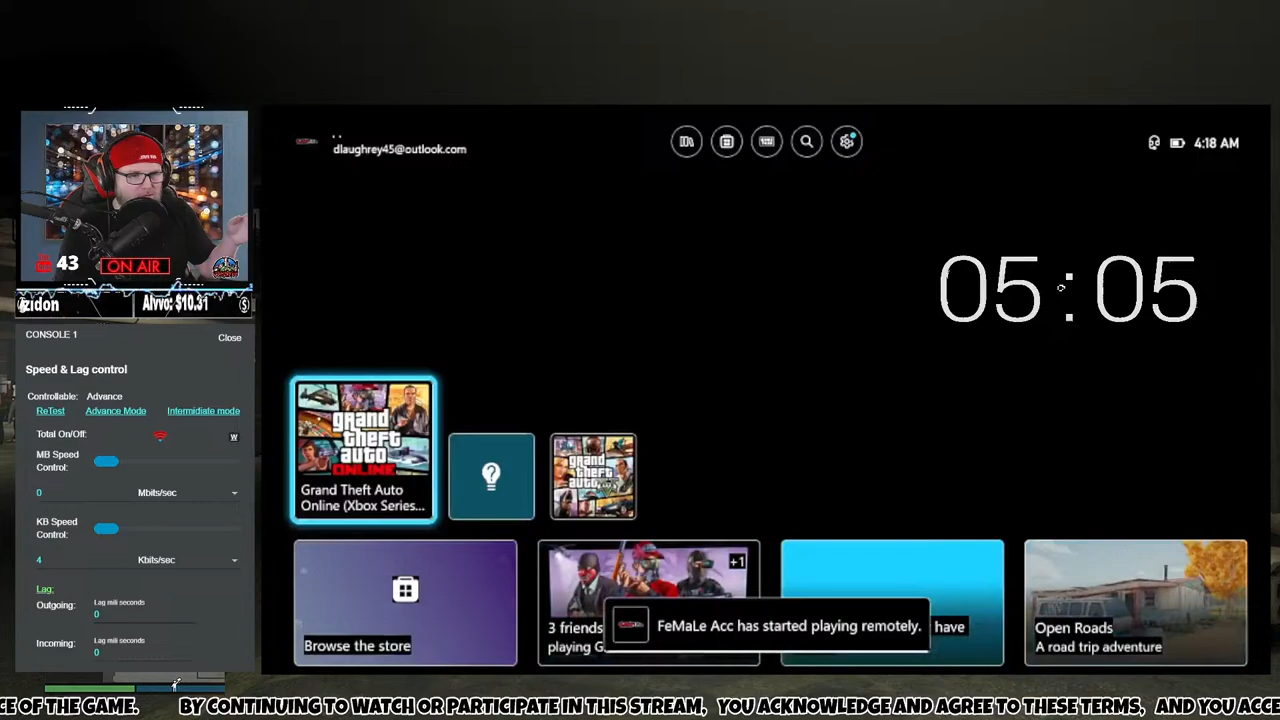 dlaughrey45@outlook.com
4:18 AM
05:05
43
ON AIR
zidon
Alvvo: $10.31
CONSOLE 1
Close
Speed & Lag control
Controllable: Advance
ReTest Advance Mode Intermidiate mode
Total On/Off:
W
MB Speed
Control:
0 Mbits/sec
KB Speed
Control:
4 Kbits/sec
Lag:
Outgoing: Lag mili seconds
0
Incoming: Lag mili seconds
0
grand
theft
auto
ONLINE
Grand Theft Auto
Online (Xbox Series...
grand
theft
auto
Browse the store
+1
3 friends
playing G
FeMaLe Acc has started playing remotely.
have
Open Roads
A road trip adventure
CE OF THE GAME. BY CONTINUING TO WATCH OR PARTICIPATE IN THIS STREAM, YOU ACKNOWLEDGE AND AGREE TO THESE TERMS, AND YOU ACCE